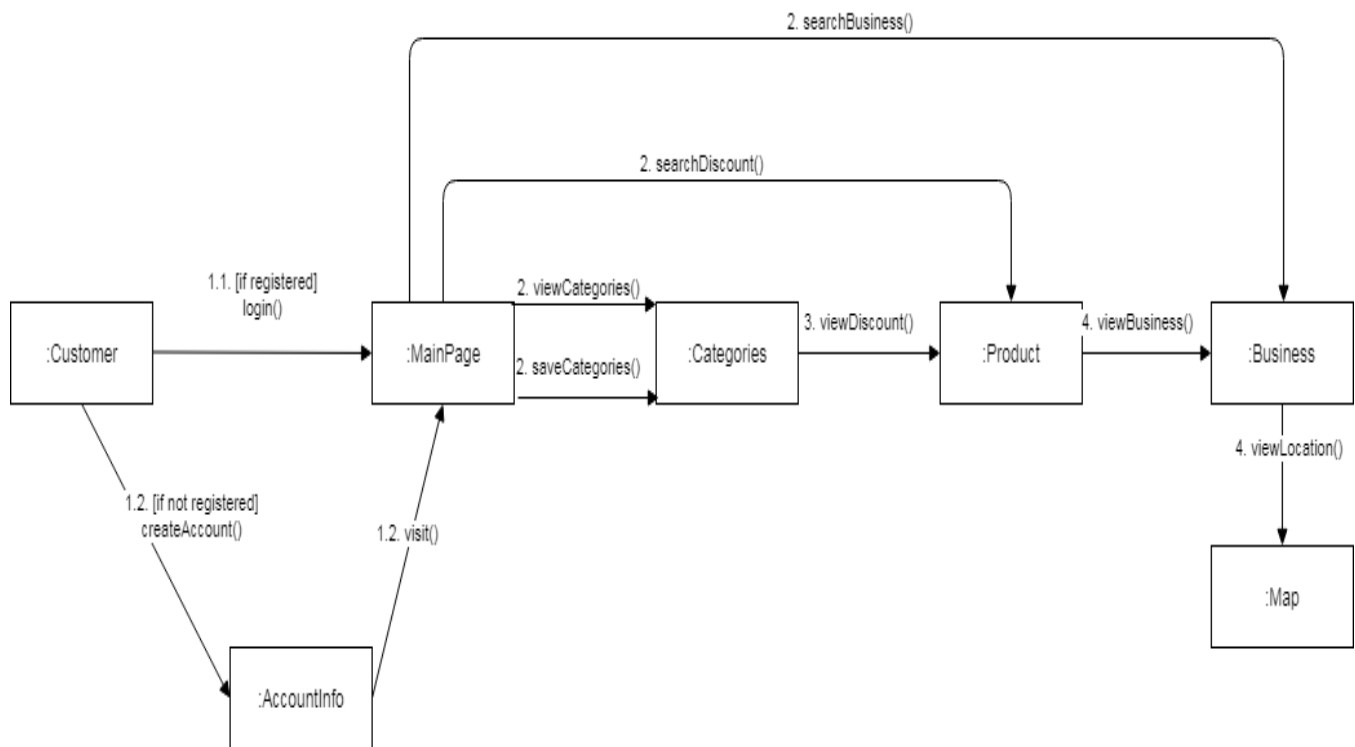 2. searchBusiness()
2. searchDiscount()
1.1. [if registered]
login()
2. viewCategories()
3. viewDiscount()
4. viewBusiness()
:Customer
:MainPage
:Categories
:Product
:Business
2. saveCategories()
4. viewLocation()
1.2. [if not registered]
createAccount()
1.2. visit()
:Map
:AccountInfo